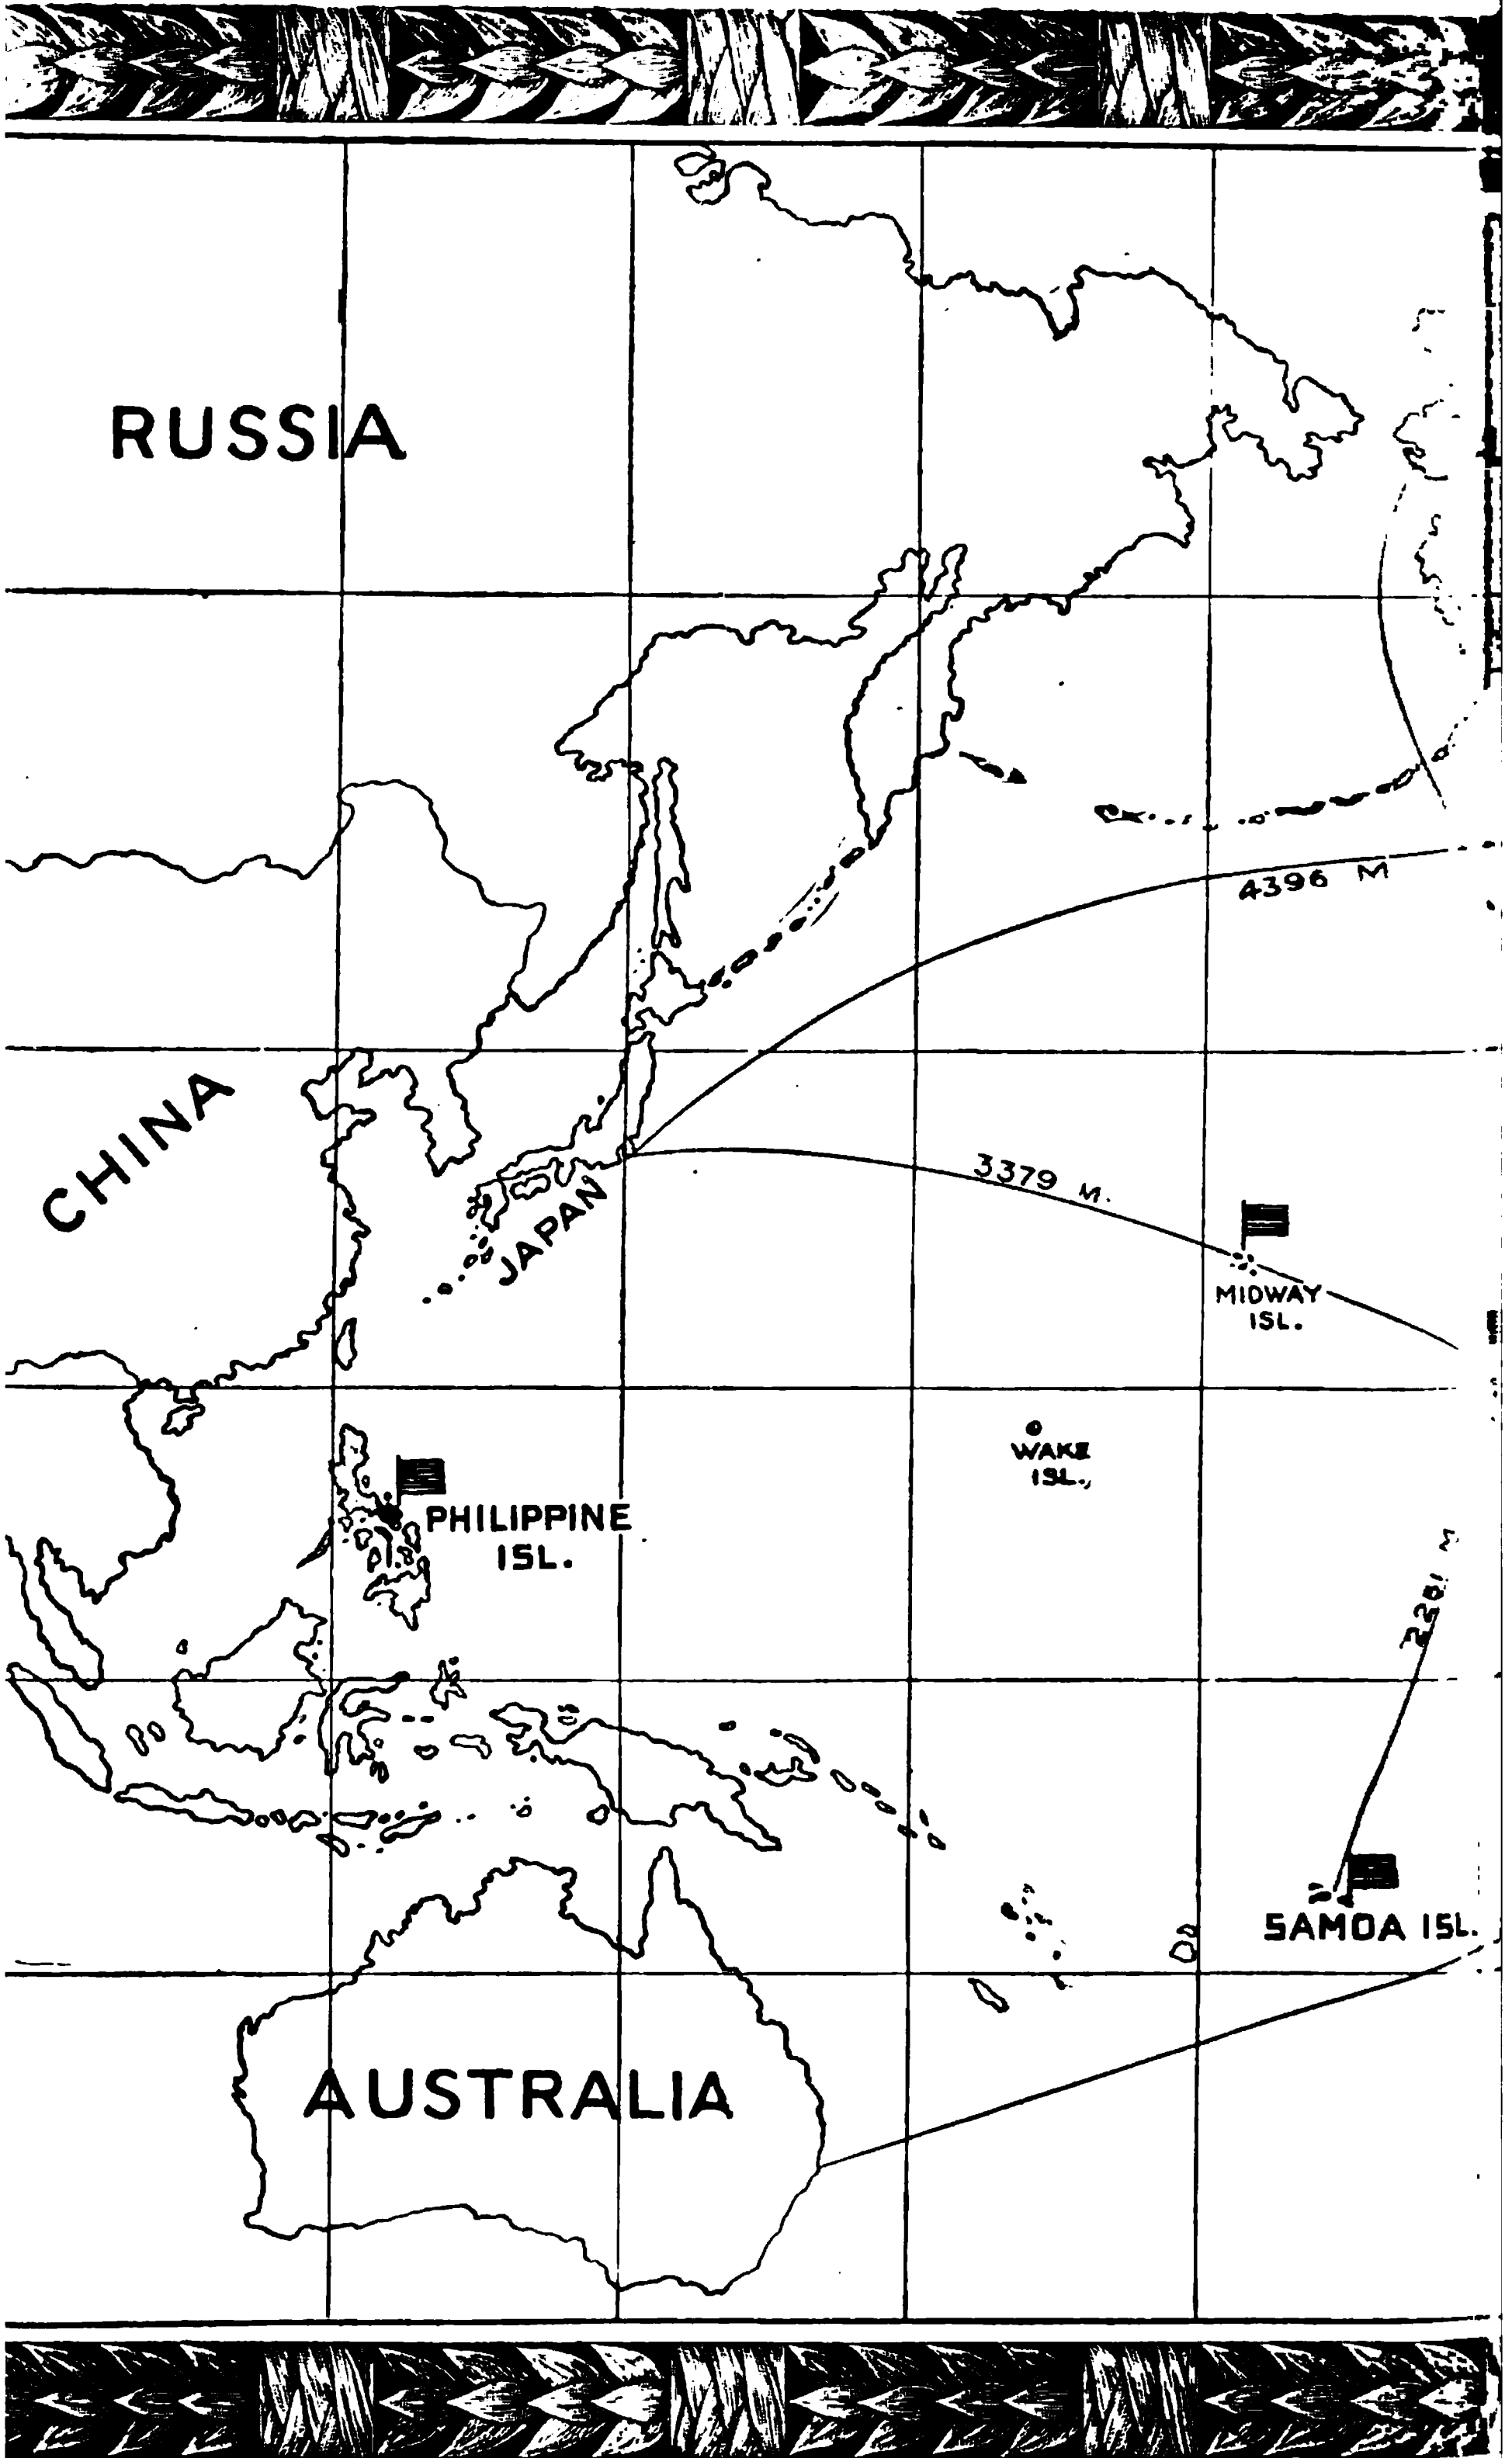 RUSSIA
4396 M
CHINA
3379 M.
JAPAN
MIDWAY
ISL.
WAKE
ISL.
PHILIPPINE
ISL.
2281 M
SAMOA ISL.
AUSTRALIA